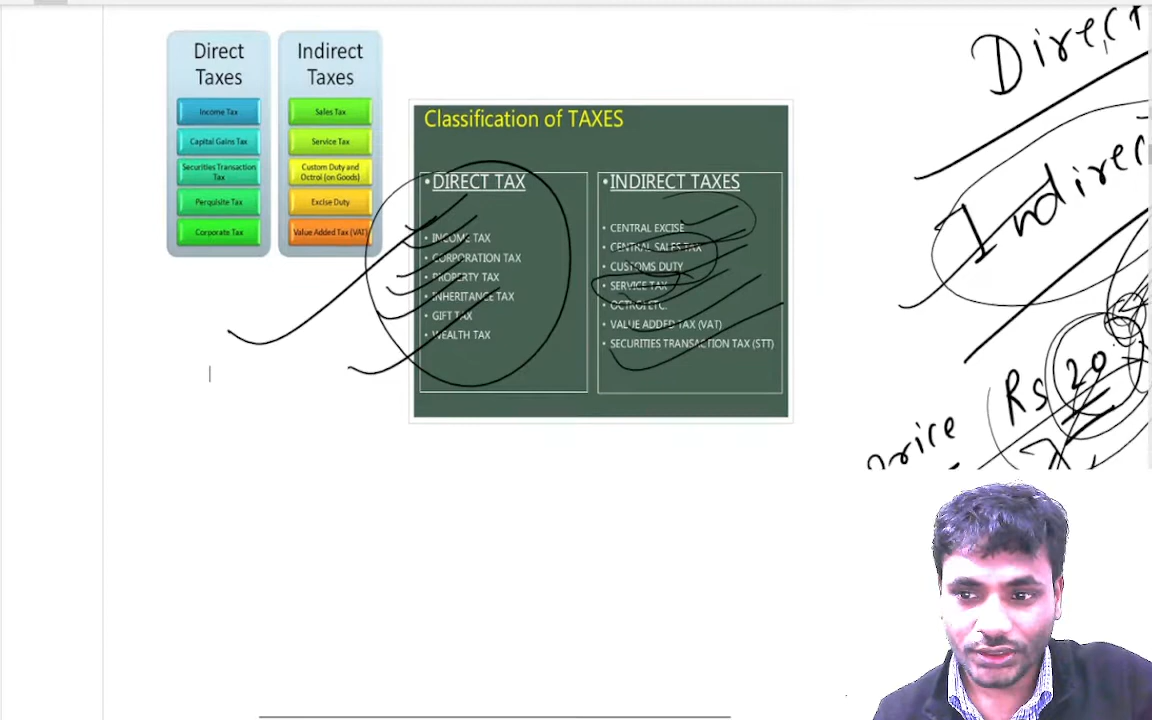 Direct
Taxes
Income Tax
Capital Gains Tax
Securities Transaction
Tax
Perquisite Tax
Corporate Tax
Indirect
Taxes
Sales Tax
Service Tax
Custom Duty and
Octroi (on Goods)
Excise Duty
Value Added Tax (VAT)
Classification of TAXES
• DIRECT TAX
• INCOME TAX
• CORPORATION TAX
• PROPERTY TAX
• INHERITANCE TAX
• GIFT TAX
• WEALTH TAX
• INDIRECT TAXES
• CENTRAL EXCISE
• CENTRAL SALES TAX
• CUSTOMS DUTY
• SERVICE TAX
• OCTROI ETC.
• VALUE ADDED TAX (VAT)
• SECURITIES TRANSACTION TAX (STT)
Direct
Indirec
price Rs 20